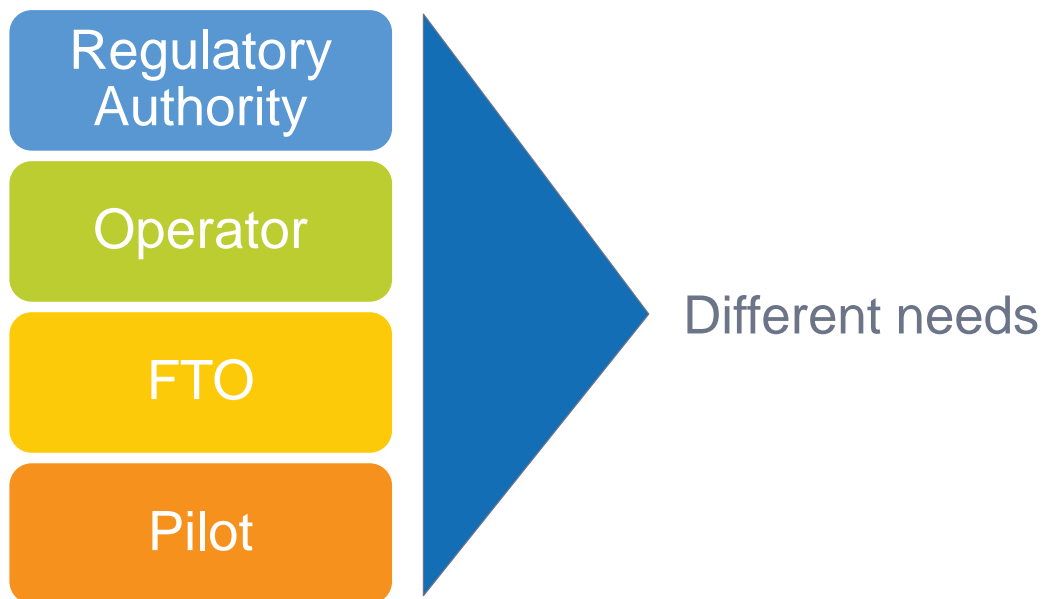 Regulatory
Authority
Operator
FTO
Pilot
Different needs